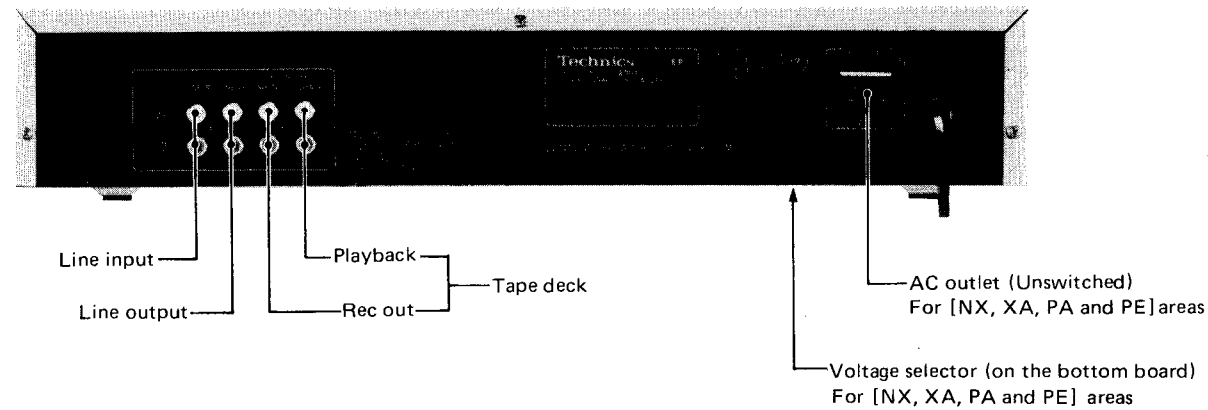 Technics
Line input
Playback
Tape deck
Line output
Rec out
AC outlet (Unswitched)
For [NX, XA, PA and PE] areas
Voltage selector (on the bottom board)
For [NX, XA, PA and PE] areas